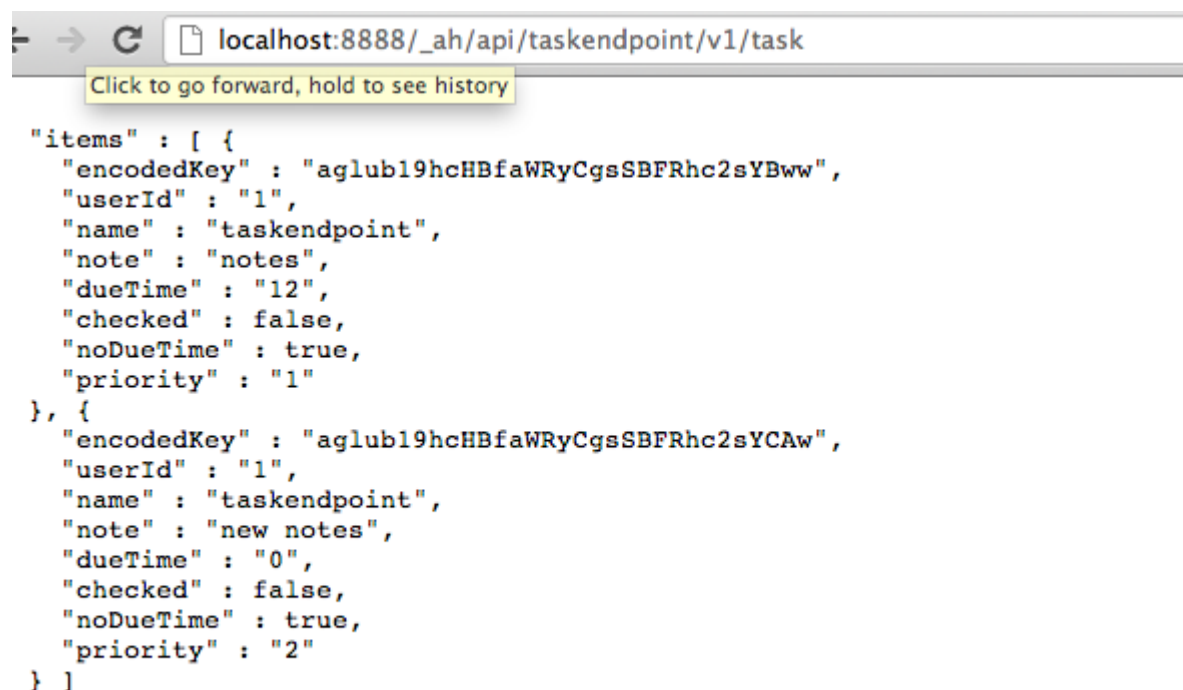 localhost:8888/_ah/api/taskendpoint/v1/task
Click to go forward, hold to see history
"items" : [ {
"encodedKey" : "aglub19hcHBfaWRyCgsSBFRhc2sYBww",
"userId" : "1",
"name" : "taskendpoint",
"note" : "notes",
"dueTime" : "12",
"checked" : false,
"noDueTime" : true,
"priority" : "1"
}, {
"encodedKey" : "aglub19hcHBfaWRyCgsSBFRhc2sYCAw",
"userId" : "1",
"name" : "taskendpoint",
"note" : "new notes",
"dueTime" : "0",
"checked" : false,
"noDueTime" : true,
"priority" : "2"
} ]